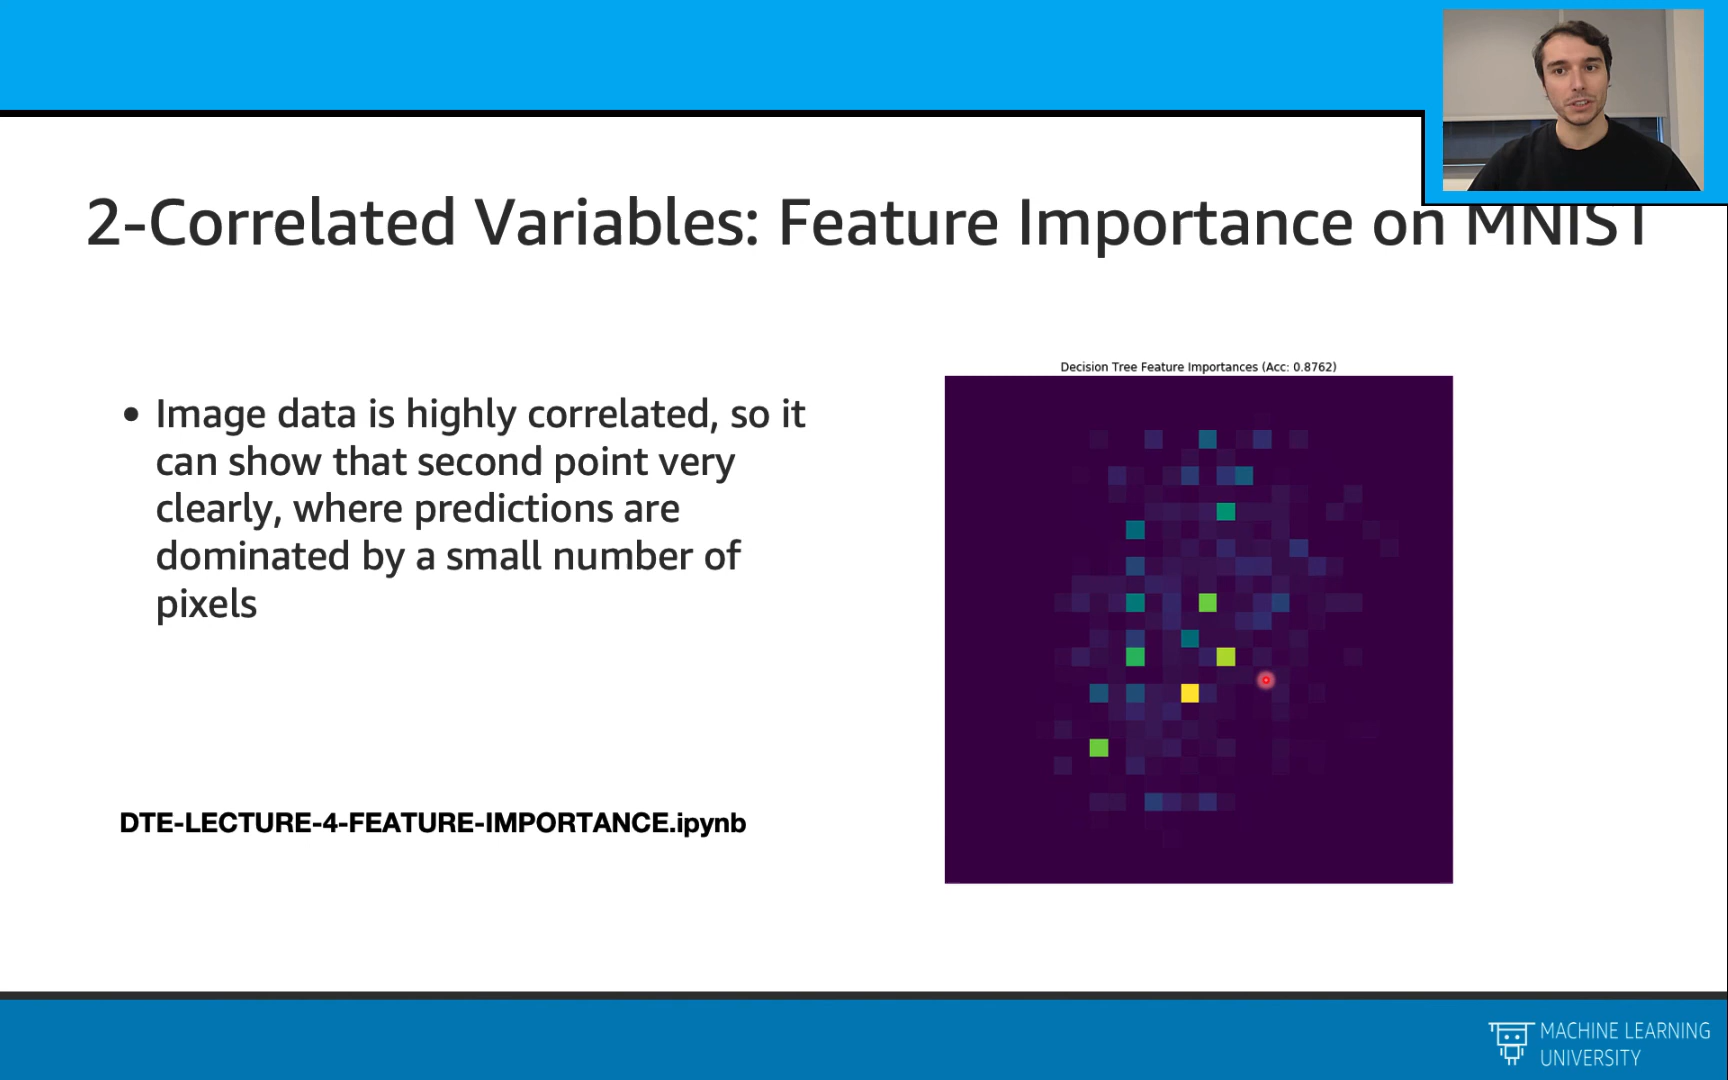 2-Correlated Variables: Feature Importance on MNIST
Decision Tree Feature Importances (Acc: 0.8762)
• Image data is highly correlated, so it
can show that second point very
clearly, where predictions are
dominated by a small number of
pixels
DTE-LECTURE-4-FEATURE-IMPORTANCE.ipynb
MACHINE LEARNING
UNIVERSITY